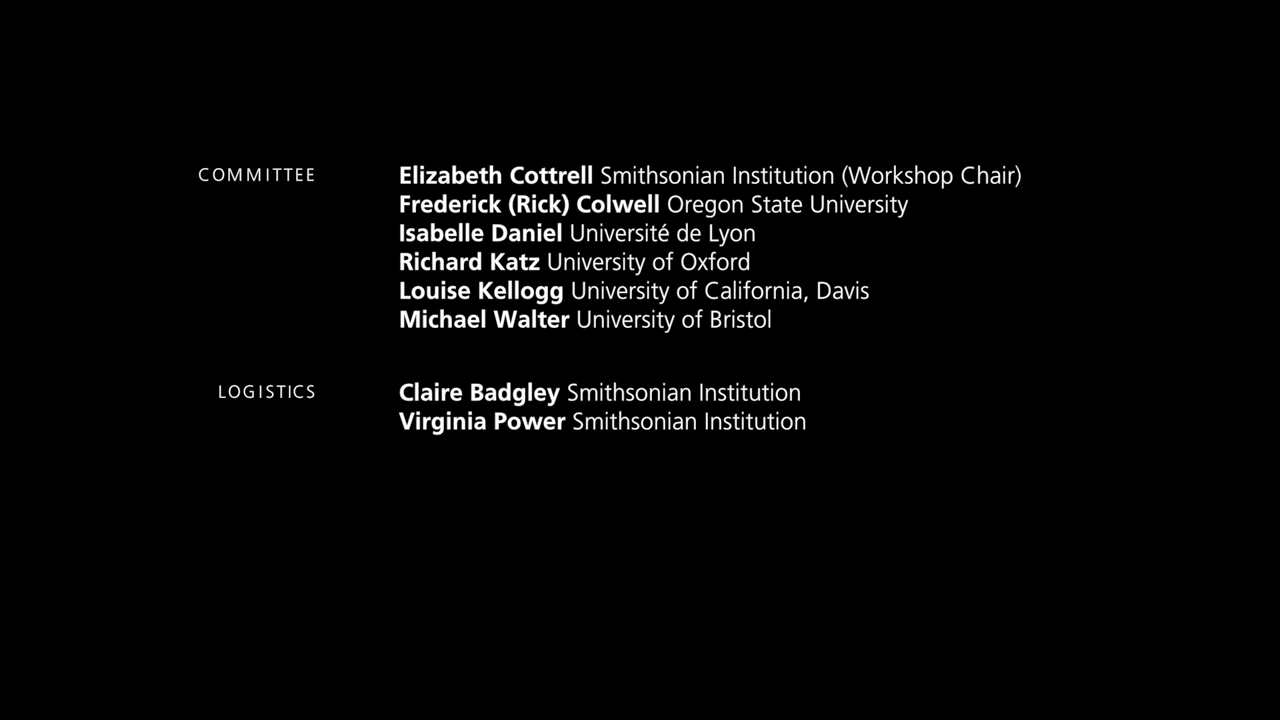 COMMITTEE Elizabeth Cottrell Smithsonian Institution (Workshop Chair)
Frederick (Rick) Colwell Oregon State University
Isabelle Daniel Université de Lyon
Richard Katz University of Oxford
Louise Kellogg University of California, Davis
Michael Walter University of Bristol
LOGISTICS Claire Badgley Smithsonian Institution
Virginia Power Smithsonian Institution